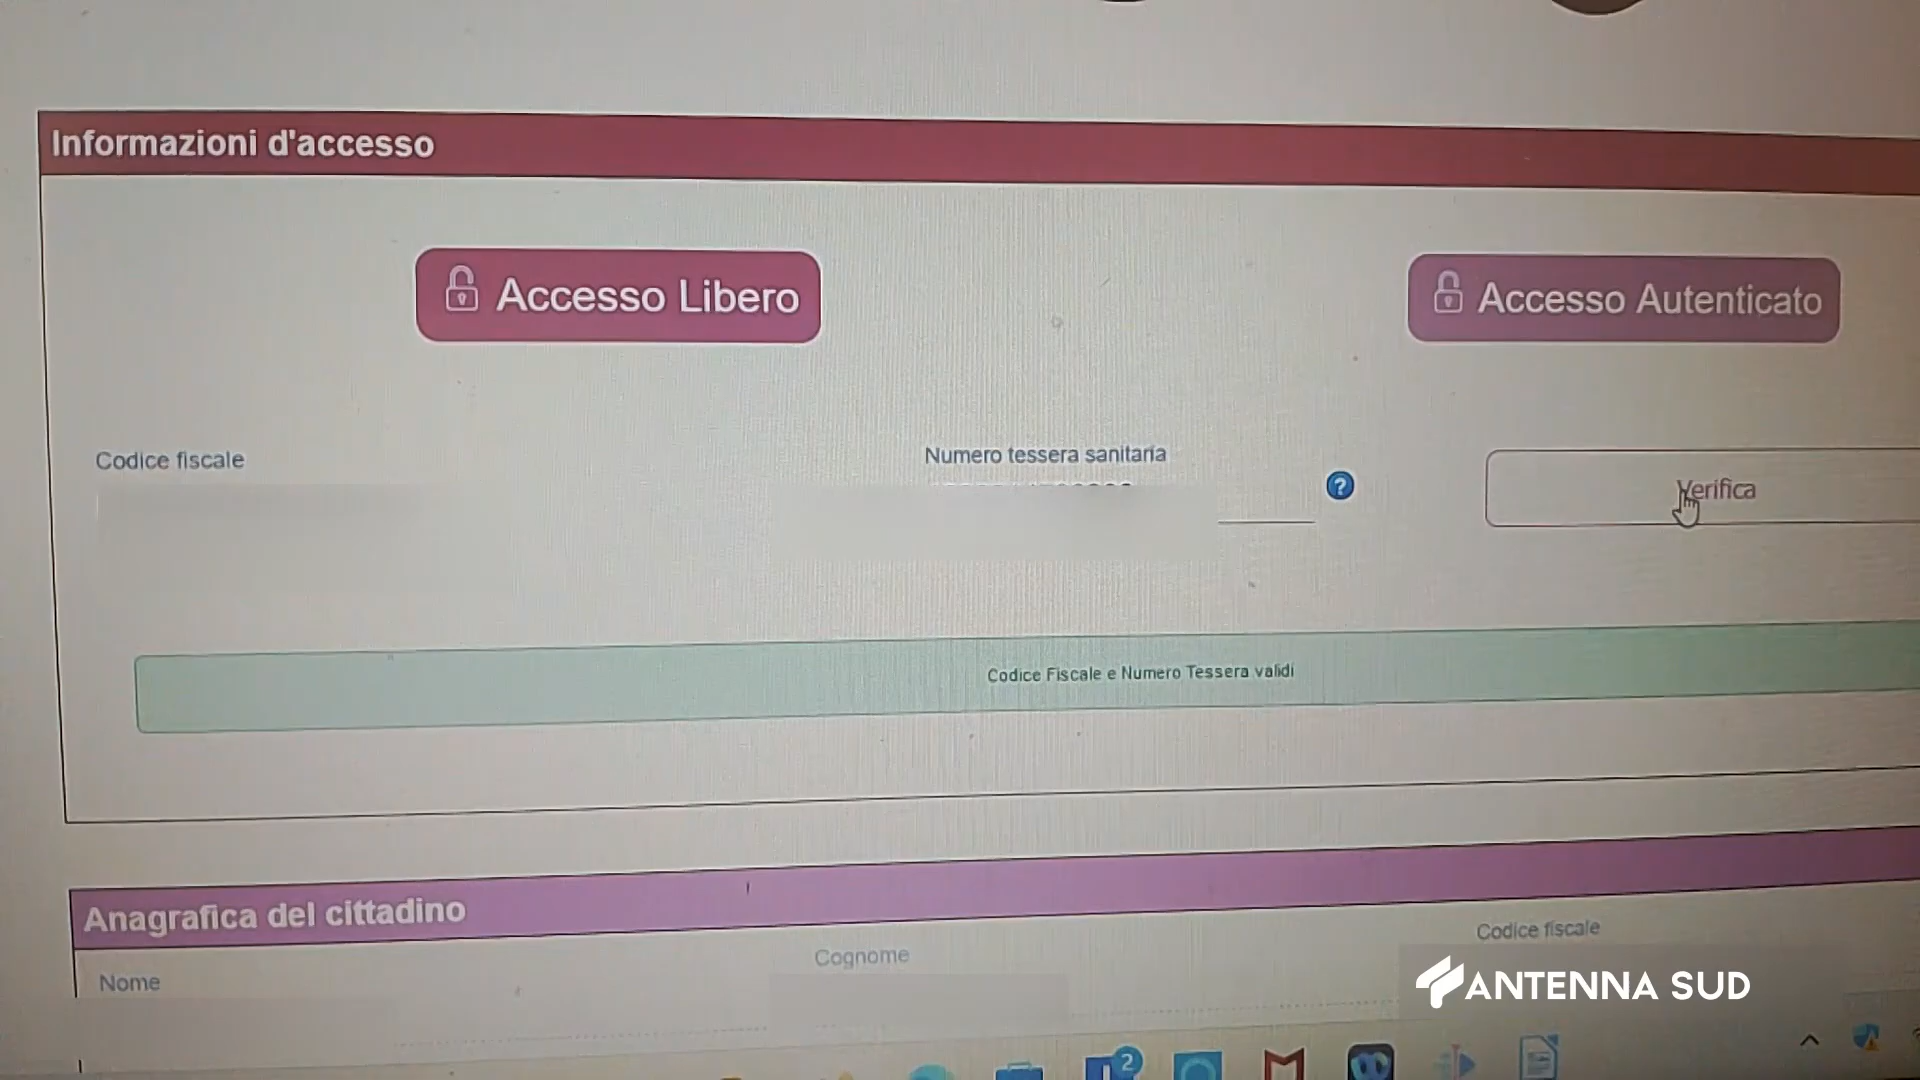 Informazioni d'accesso
Accesso Libero
Accesso Autenticato
Codice fiscale
Numero tessera sanitaria
?
Verifica
Codice Fiscale e Numero Tessera validi
Anagrafica del cittadino
Nome
Cognome
Codice fiscale
ANTENNA SUD
2